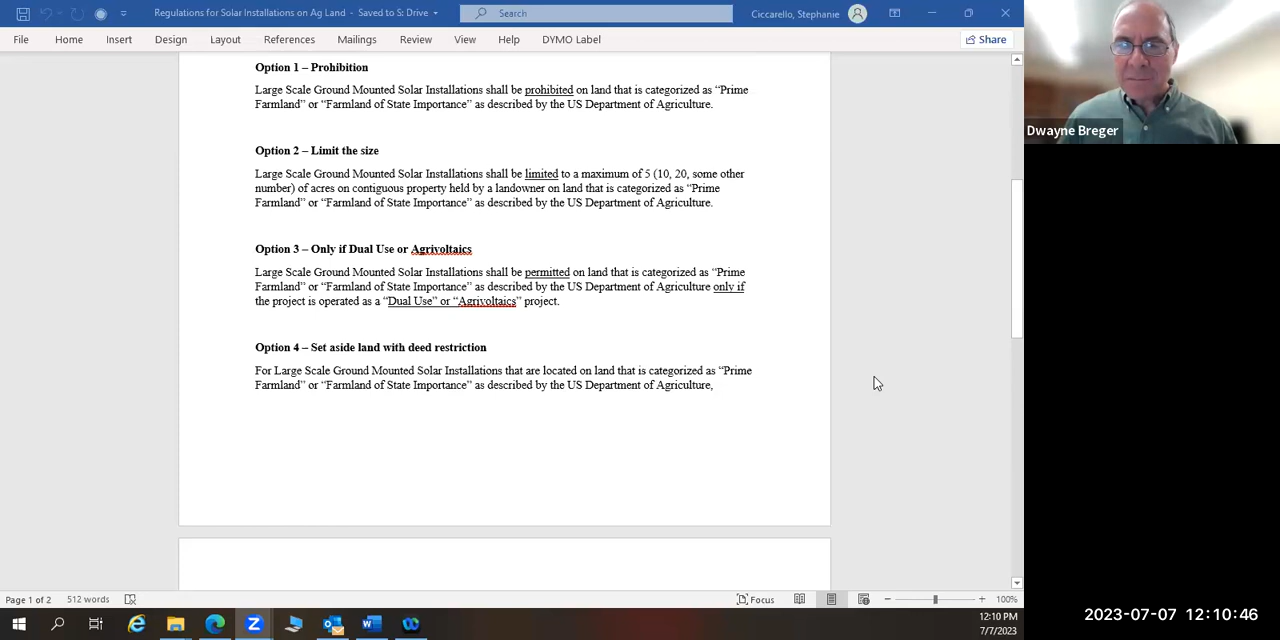 Regulations for Solar Installations on Ag Land - Saved to S: Drive
Search
Ciccarello, Stephanie
File Home Insert Design Layout References Mailings Review View Help DYMO Label
Share
Option 1 – Prohibition
Large Scale Ground Mounted Solar Installations shall be prohibited on land that is categorized as “Prime
Farmland” or “Farmland of State Importance” as described by the US Department of Agriculture.
Option 2 – Limit the size
Large Scale Ground Mounted Solar Installations shall be limited to a maximum of 5 (10, 20, some other
number) of acres on contiguous property held by a landowner on land that is categorized as “Prime
Farmland” or “Farmland of State Importance” as described by the US Department of Agriculture.
Option 3 – Only if Dual Use or Agrivoltaics
Large Scale Ground Mounted Solar Installations shall be permitted on land that is categorized as “Prime
Farmland” or “Farmland of State Importance” as described by the US Department of Agriculture only if
the project is operated as a “Dual Use” or “Agrivoltaics” project.
Option 4 – Set aside land with deed restriction
For Large Scale Ground Mounted Solar Installations that are located on land that is categorized as “Prime
Farmland” or “Farmland of State Importance” as described by the US Department of Agriculture,
Dwayne Breger
Page 1 of 2 512 words
Focus
100%
12:10 PM
7/7/2023
2023-07-07 12:10:46